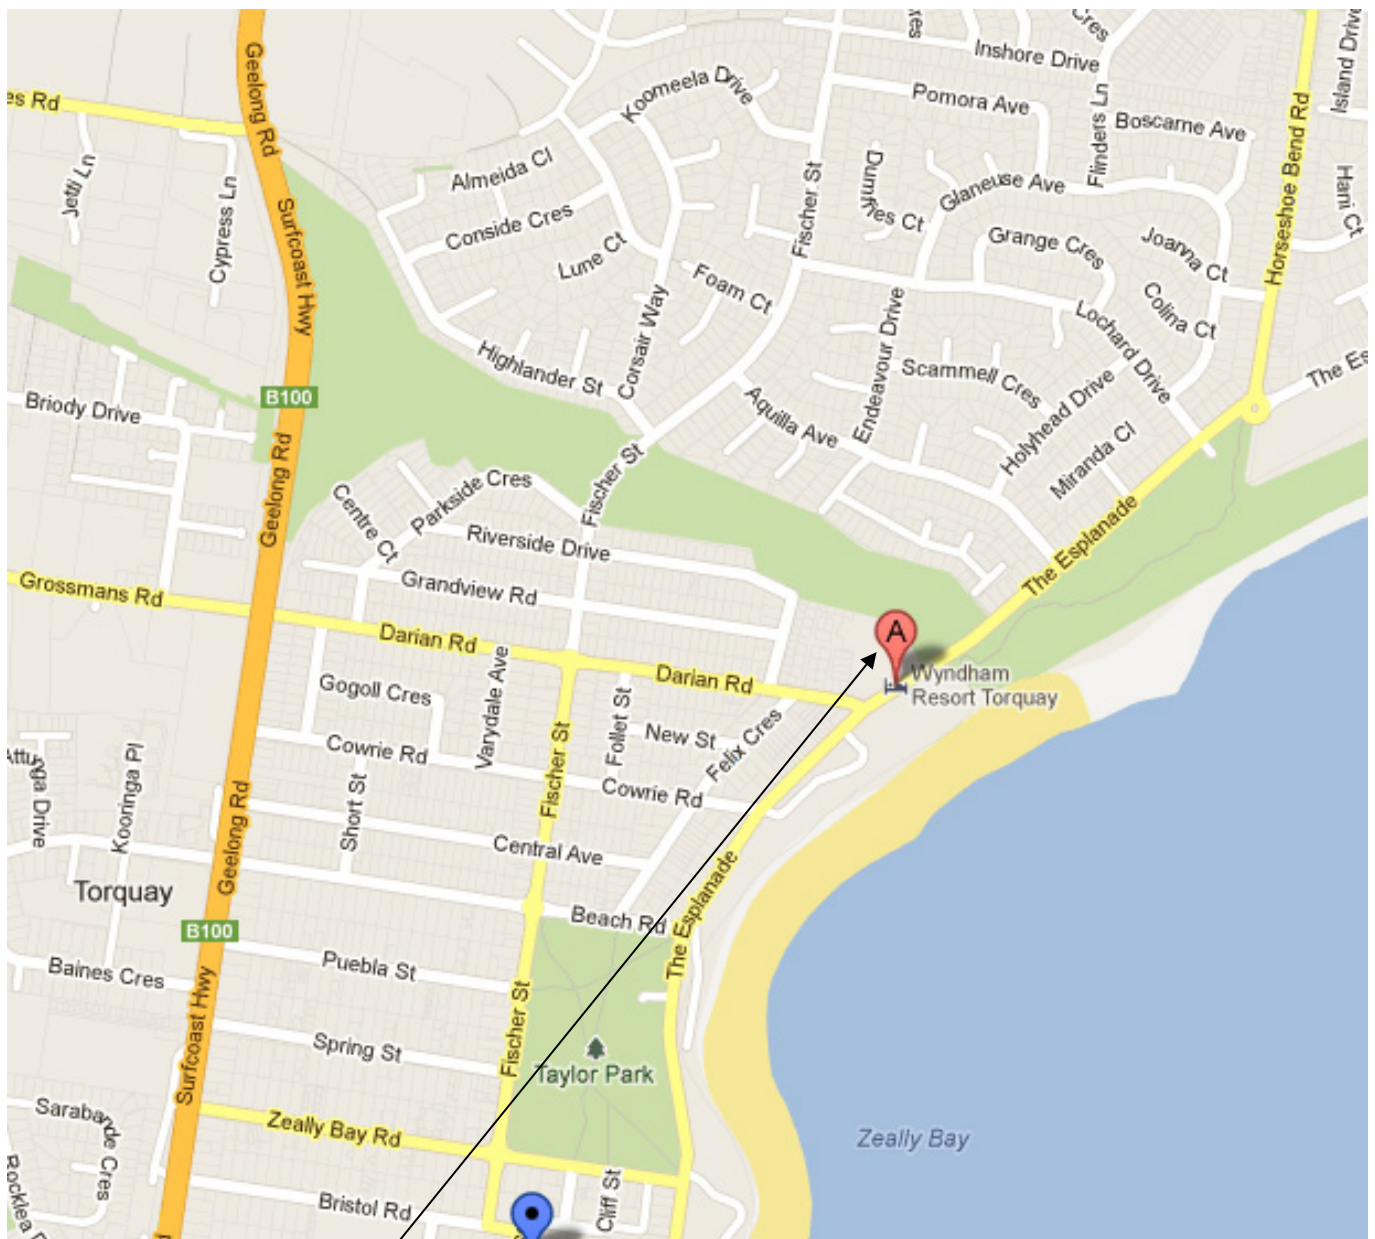 Cres
Cres
Island Drive
Inshore Drive
Geelong Rd
Koomeela Drive
Pomora Ave
es Rd
Flinders Ln
Boscarne Ave
Horseshoe Bend Rd
Jetti Ln
Almeida Cl
Cypress Ln
Conside Cres
Lune Ct
Fischer St
Dumfries Ct
Glaneuse Ave
Hani Ct
Surfcoast Hwy
Grange Cres
Joanna Ct
Foam Ct
Colina Ct
Corsair Way
Endeavour Drive
Lochard Drive
Highlander St
Scammell Cres
The Es
B100
Briody Drive
Aquilla Ave
Holyhead Drive
Miranda Cl
Geelong Rd
Fischer St
Parkside Cres
Centre Ct
Riverside Drive
The Esplanade
Grossmans Rd
Grandview Rd
Darian Rd
A
Darian Rd
Wyndham
Resort Torquay
Gogoll Cres
Varydale Ave
Follet St
New St
Felix Cres
Attunga Drive
Kooringa Pl
Cowrie Rd
Fischer St
Cowrie Rd
Short St
Geelong Rd
Central Ave
The Esplanade
Torquay
Beach Rd
B100
Puebla St
Baines Cres
Surfcoast Hwy
Fischer St
Spring St
Taylor Park
Sarabande Cres
Zeally Bay Rd
Zeally Bay
Rocklea
Bristol Rd
Cliff St